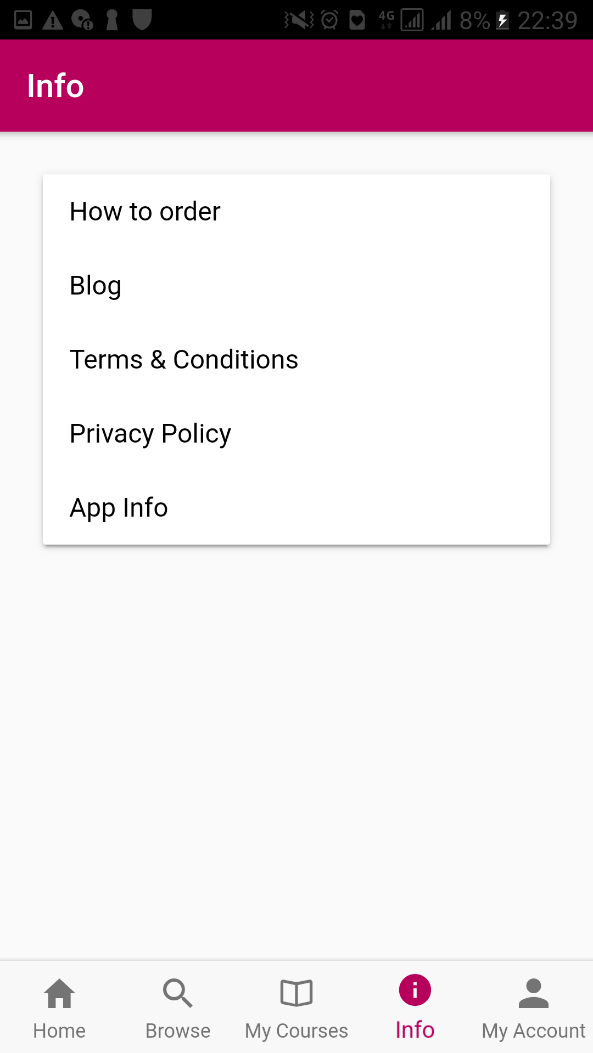 4G 8% 22:39
Info
How to order
Blog
Terms & Conditions
Privacy Policy
App Info
Home Browse My Courses Info My Account